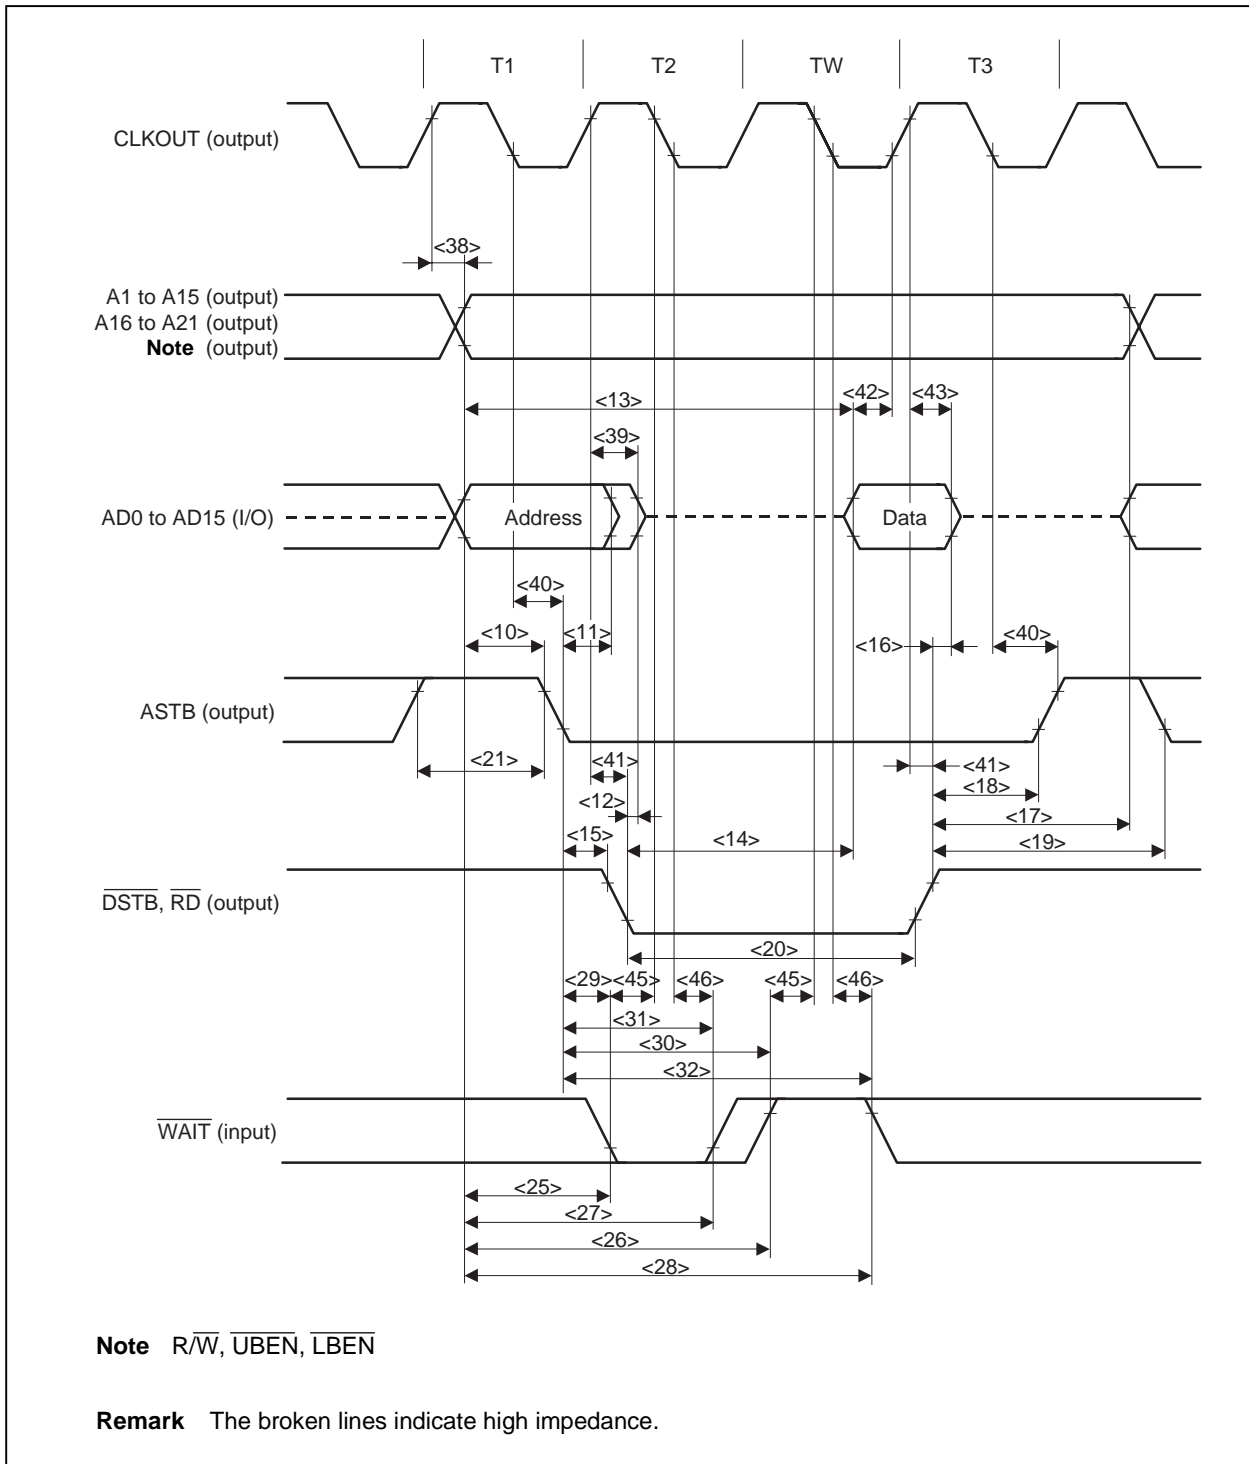 T1 T2 TW T3
CLKOUT (output)
<38>
A1 to A15 (output)
A16 to A21 (output)
Note (output)
<13> <42> <43>
<39>
AD0 to AD15 (I/O) Address Data
<40>
<10> <11> <16> <40>
ASTB (output)
<21> <41> <41>
<18>
<12>
<17>
<15> <14> <19>
DSTB, RD (output)
<20>
<29> <45> <46> <45> <46>
<31>
<30>
<32>
WAIT (input)
<25>
<27>
<26>
<28>
Note R/W, UBEN, LBEN
Remark The broken lines indicate high impedance.